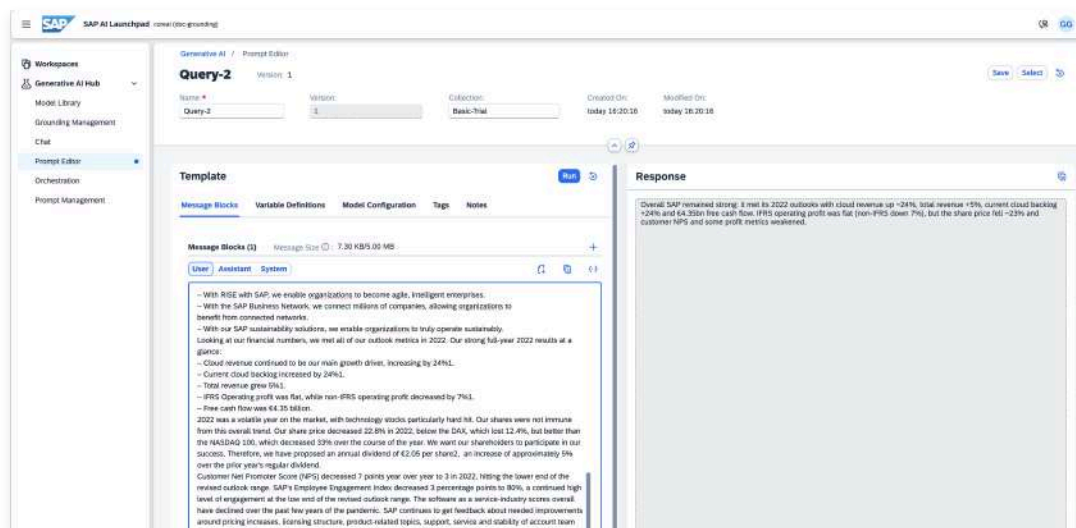 SAP SAP AI Launchpad consei (doc-grounding) GG
Workspaces
Generative AI Hub
Model Library
Grounding Management
Chat
Prompt Editor
Orchestration
Prompt Management
Generative AI / Prompt Editor
Query-2 Version: 1
Save Select
Name: * Version: Collection: Created On: Modified On:
Query-2 1 Basic-Trial today 16:20:16 today 16:20:16
Template Run
Message Blocks Variable Definitions Model Configuration Tags Notes
Message Blocks (1) Message Size 7.30 KB/5.00 MB
User Assistant System
– With RISE with SAP, we enable organizations to become agile, intelligent enterprises.
– With the SAP Business Network, we connect millions of companies, allowing organizations to
benefit from connected networks.
– With our SAP sustainability solutions, we enable organizations to truly operate sustainably.
Looking at our financial numbers, we met all of our outlook metrics in 2022. Our strong full-year 2022 results at a
glance:
– Cloud revenue continued to be our main growth driver, increasing by 24%1.
– Current cloud backlog increased by 24%1.
– Total revenue grew 5%1.
– IFRS Operating profit was flat, while non-IFRS operating profit decreased by 7%1.
– Free cash flow was €4.35 billion.
2022 was a volatile year on the market, with technology stocks particularly hard hit. Our shares were not immune
from this overall trend. Our share price decreased 22.8% in 2022, below the DAX, which lost 12.4%, but better than
the NASDAQ 100, which decreased 33% over the course of the year. We want our shareholders to participate in our
success. Therefore, we have proposed an annual dividend of €2.05 per share2, an increase of approximately 5%
over the prior year's regular dividend.
Customer Net Promoter Score (NPS) decreased 7 points year over year to 3 in 2022, hitting the lower end of the
revised outlook range. SAP's Employee Engagement Index decreased 3 percentage points to 80%, a continued high
level of engagement at the low end of the revised outlook range. The software as a service-industry scores overall
have declined over the past few years of the pandemic. SAP continues to get feedback about needed improvements
around pricing increases, licensing structure, product-related topics, support, service and stability of account team
Response
Overall SAP remained strong: it met its 2022 outlooks with cloud revenue up ~24%, total revenue +5%, current cloud backlog
+24% and €4.35bn free cash flow. IFRS operating profit was flat (non-IFRS down 7%), but the share price fell ~23% and
customer NPS and some profit metrics weakened.